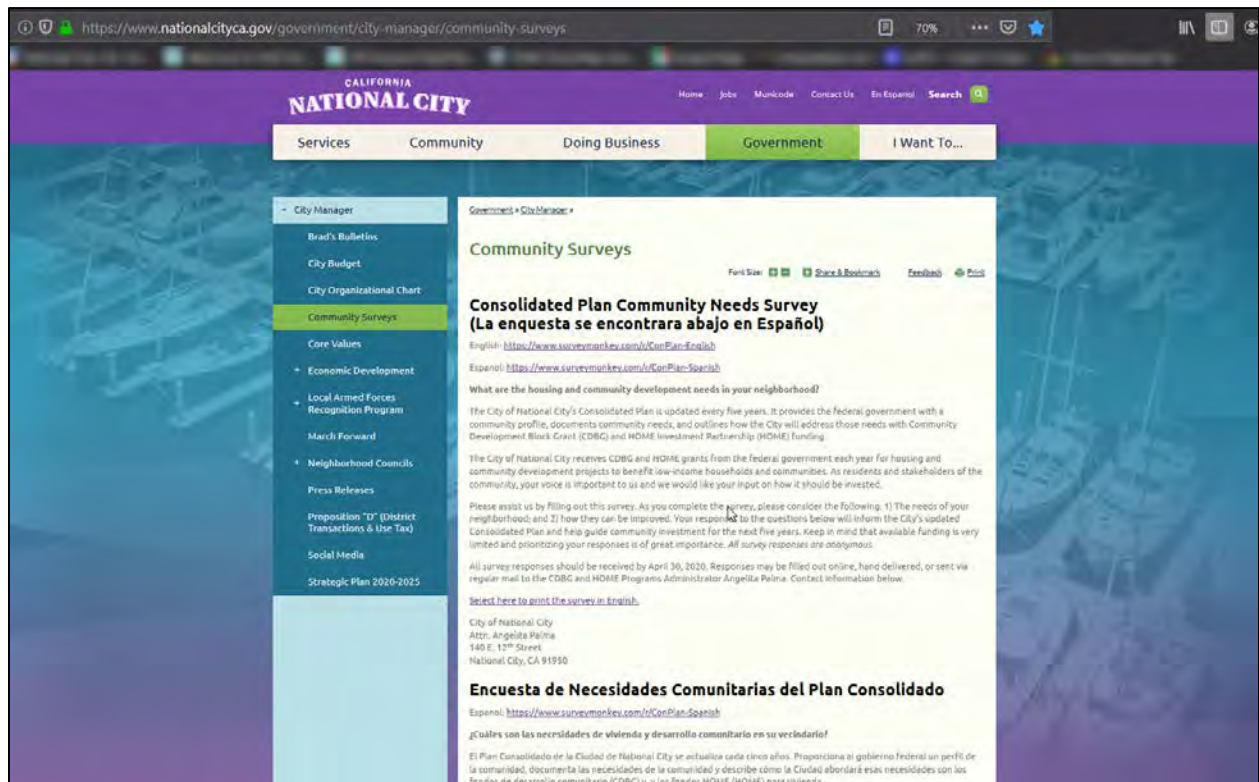 https://www.nationalcityca.gov/government/city-manager/community-surveys
70%
CALIFORNIA
NATIONAL CITY
Home Jobs Municode Contact Us En Espanol Search
Services Community Doing Business Government I Want To...
- City Manager
Brad's Bulletins
City Budget
City Organizational Chart
Community Surveys
Core Values
+ Economic Development
+ Local Armed Forces
Recognition Program
March Forward
+ Neighborhood Councils
Press Releases
Proposition "D" (District
Transactions & Use Tax)
Social Media
Strategic Plan 2020-2025
Government » City Manager »
Community Surveys
Font Size: Share & Bookmark Feedback Print
Consolidated Plan Community Needs Survey
(La enquesta se encontrara abajo en Español)
English: https://www.surveymonkey.com/r/ConPlan-English
Espanol: https://www.surveymonkey.com/r/ConPlan-Spanish
What are the housing and community development needs in your neighborhood?
The City of National City's Consolidated Plan is updated every five years. It provides the federal government with a
community profile, documents community needs, and outlines how the City will address those needs with Community
Development Block Grant (CDBG) and HOME Investment Partnership (HOME) funding.
The City of National City receives CDBG and HOME grants from the federal government each year for housing and
community development projects to benefit low-income households and communities. As residents and stakeholders of the
community, your voice is important to us and we would like your input on how it should be invested.
Please assist us by filling out this survey. As you complete the survey, please consider the following. 1) The needs of your
neighborhood; and 2) how they can be improved. Your responses to the questions below will inform the City's updated
Consolidated Plan and help guide community investment for the next five years. Keep in mind that available funding is very
limited and prioritizing your responses is of great importance. All survey responses are anonymous.
All survey responses should be received by April 30, 2020. Responses may be filled out online, hand delivered, or sent via
regular mail to the CDBG and HOME Programs Administrator Angelita Palma. Contact information below.
Select here to print the survey in English.
City of National City
Attn: Angelita Palma
140 E. 12th Street
National City, CA 91950
Encuesta de Necesidades Comunitarias del Plan Consolidado
Espanol: https://www.surveymonkey.com/r/ConPlan-Spanish
¿Cuáles son las necesidades de vivienda y desarrollo comunitario en su vecindario?
El Plan Consolidado de la Ciudad de National City se actualiza cada cinco años. Proporciona al gobierno federal un perfil de
la comunidad, documenta las necesidades de la comunidad y describe cómo la Ciudad abordará esas necesidades con los
fondos de desarrollo comunitario (CDBG) y los fondos HOME (HOME) para vivienda.